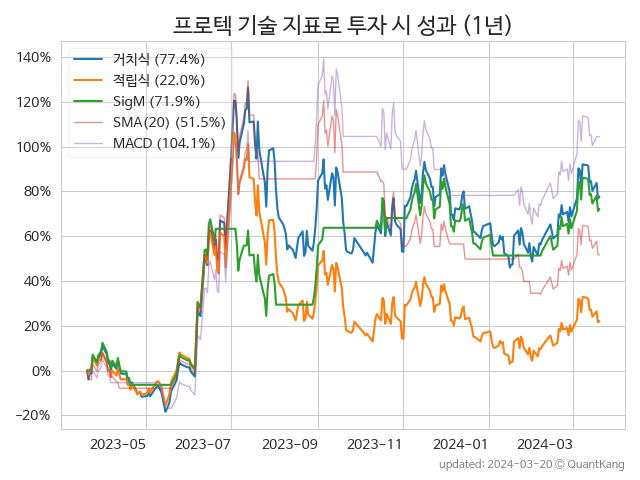 프로텍 기술 지표로 투자 시 성과 (1년)
140%
120%
100%
80%
60%
40%
20%
0%
−20%
거치식 (77.4%)
적립식 (22.0%)
SigM (71.9%)
SMA(20) (51.5%)
MACD (104.1%)
2023-05 2023-07 2023-09 2023-11 2024-01 2024-03
updated: 2024-03-20 © QuantKang